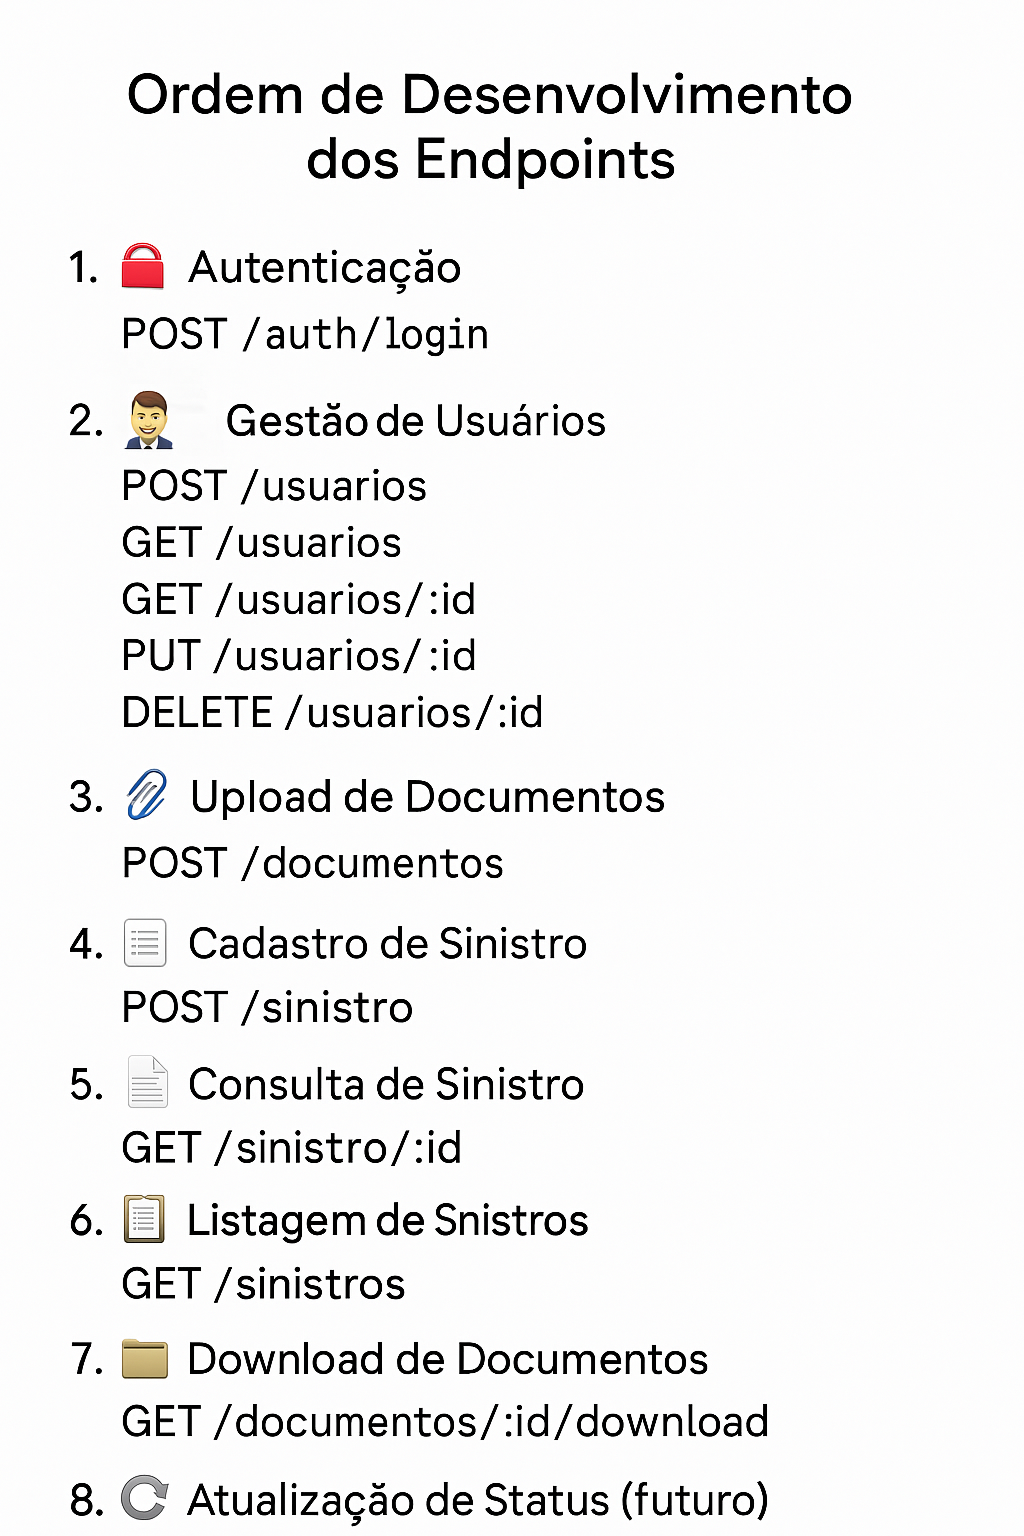 Ordem de Desenvolvimento
dos Endpoints
1. Autenticação
POST /auth/login
2. Gestão de Usuários
POST /usuarios
GET /usuarios
GET /usuarios/:id
PUT /usuarios/:id
DELETE /usuarios/:id
3. Upload de Documentos
POST /documentos
4. Cadastro de Sinistro
POST /sinistro
5. Consulta de Sinistro
GET /sinistro/:id
6. Listagem de Snistros
GET /sinistros
7. Download de Documentos
GET /documentos/:id/download
8. Atualização de Status (futuro)